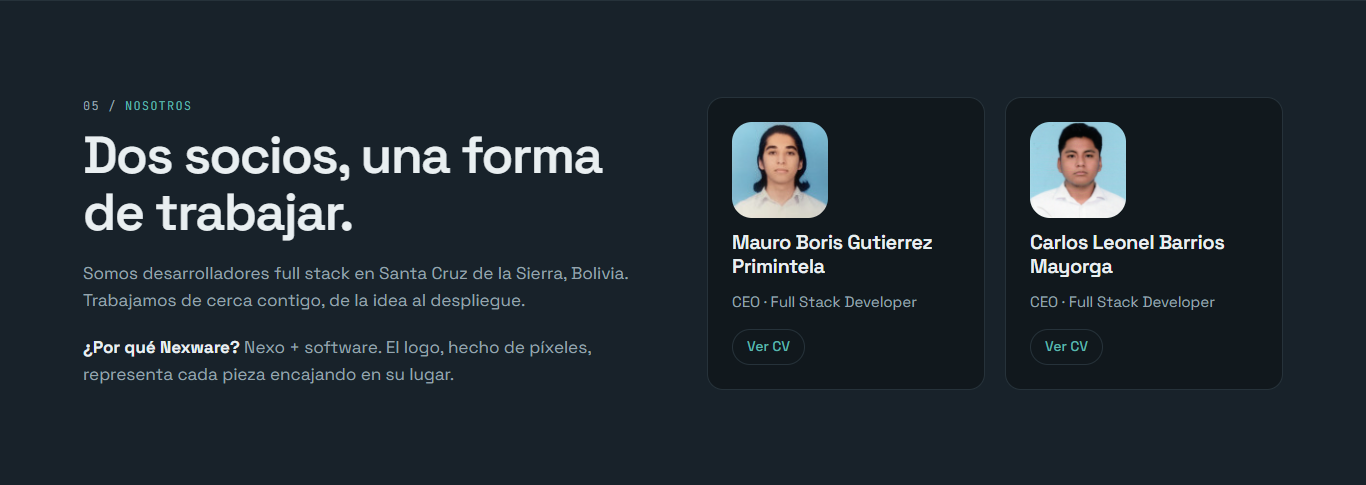 05 / NOSOTROS
Dos socios, una forma
de trabajar.
Somos desarrolladores full stack en Santa Cruz de la Sierra, Bolivia.
Trabajamos de cerca contigo, de la idea al despliegue.
¿Por qué Nexware? Nexo + software. El logo, hecho de píxeles,
representa cada pieza encajando en su lugar.
Mauro Boris Gutierrez
Primintela
CEO · Full Stack Developer
Ver CV
Carlos Leonel Barrios
Mayorga
CEO · Full Stack Developer
Ver CV